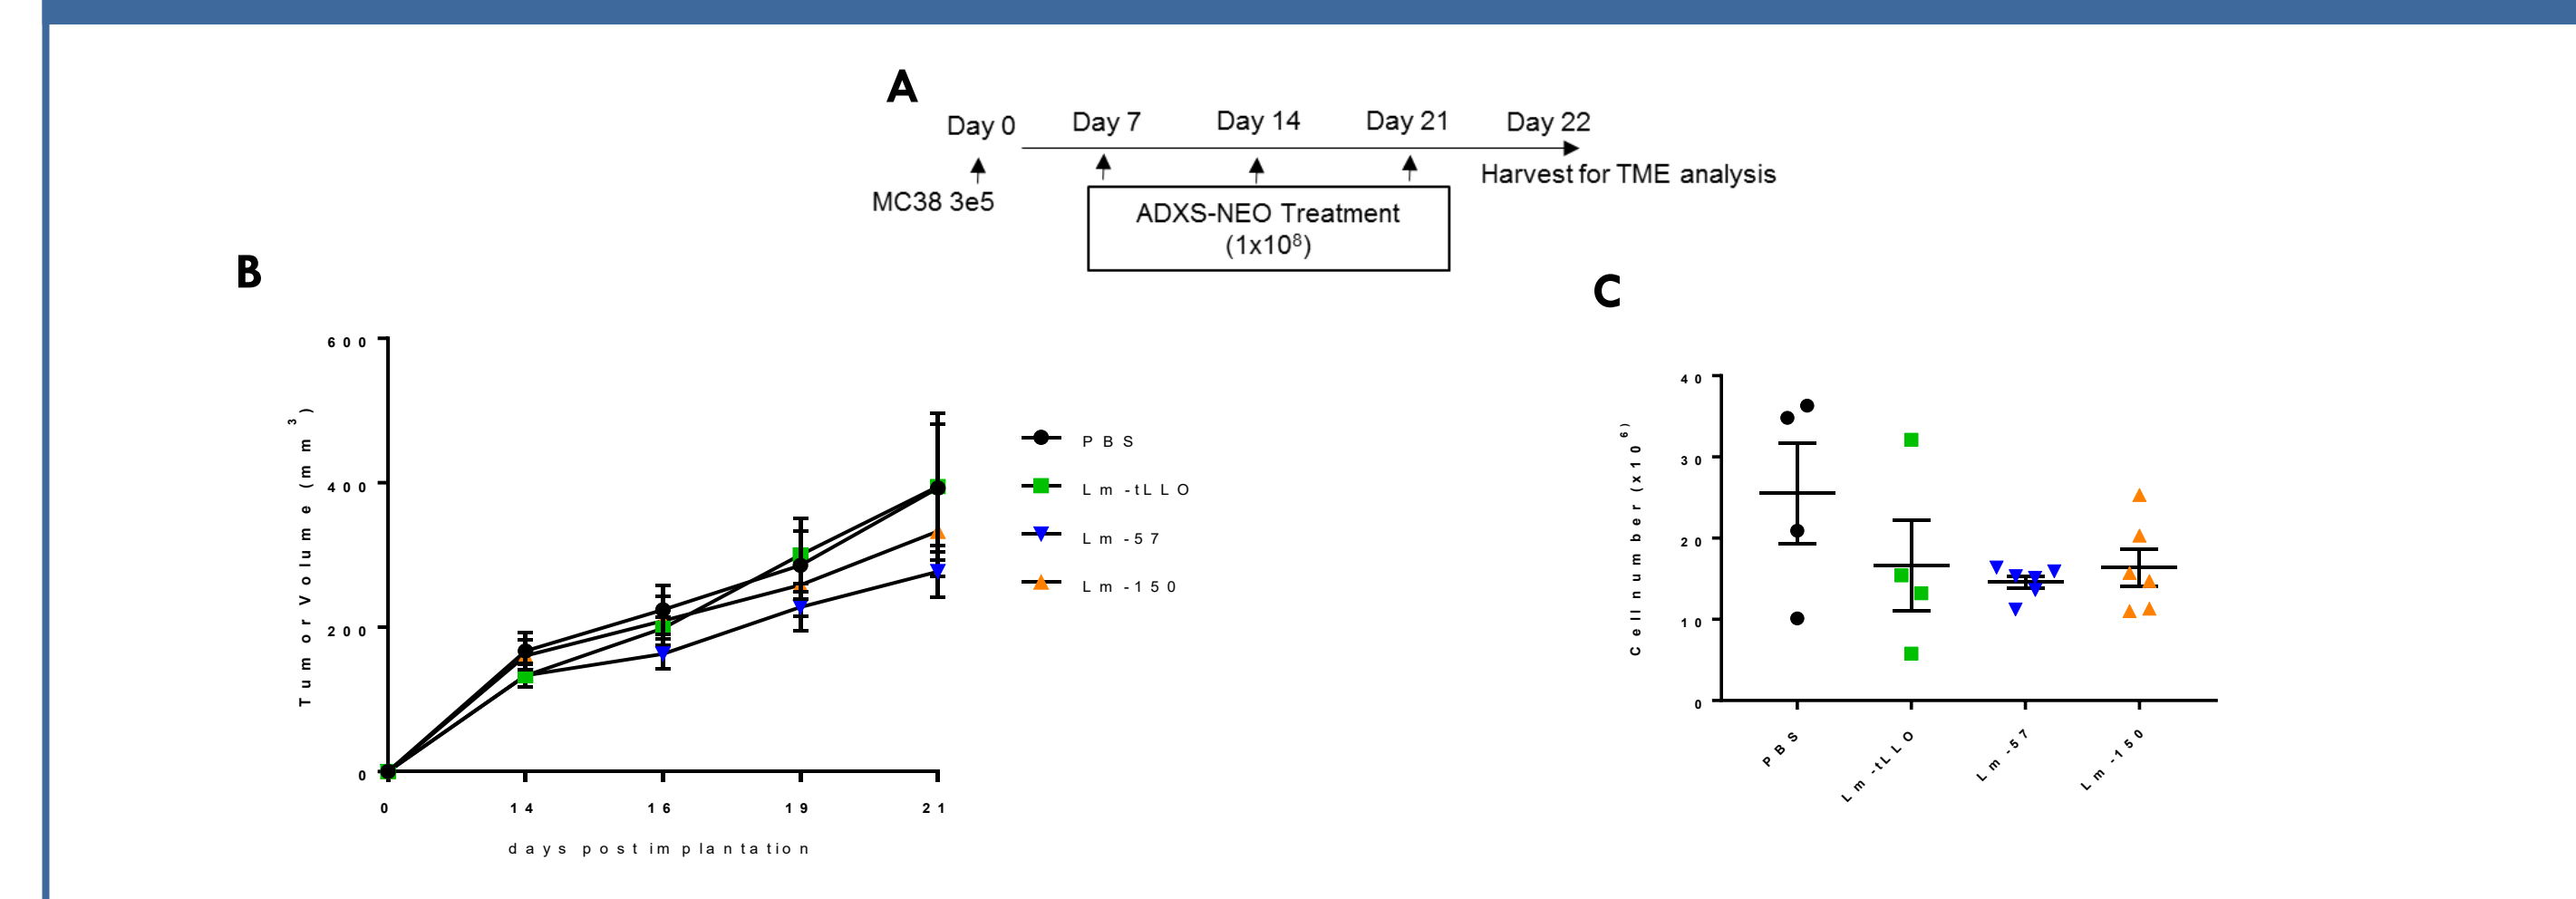 A
Day 0 Day 7 Day 14 Day 21 Day 22
MC38 3e5
Harvest for TME analysis
ADXS-NEO Treatment
(1x10⁸)
B
Tumor Volume (mm³)
600
400
200
0
0 14 16 19 21
days post implantation
PBS
Lm-tLLO
Lm-57
Lm-150
C
Cell number (x10⁶)
40
30
20
10
0
PBS
Lm-tLLO
Lm-57
Lm-150